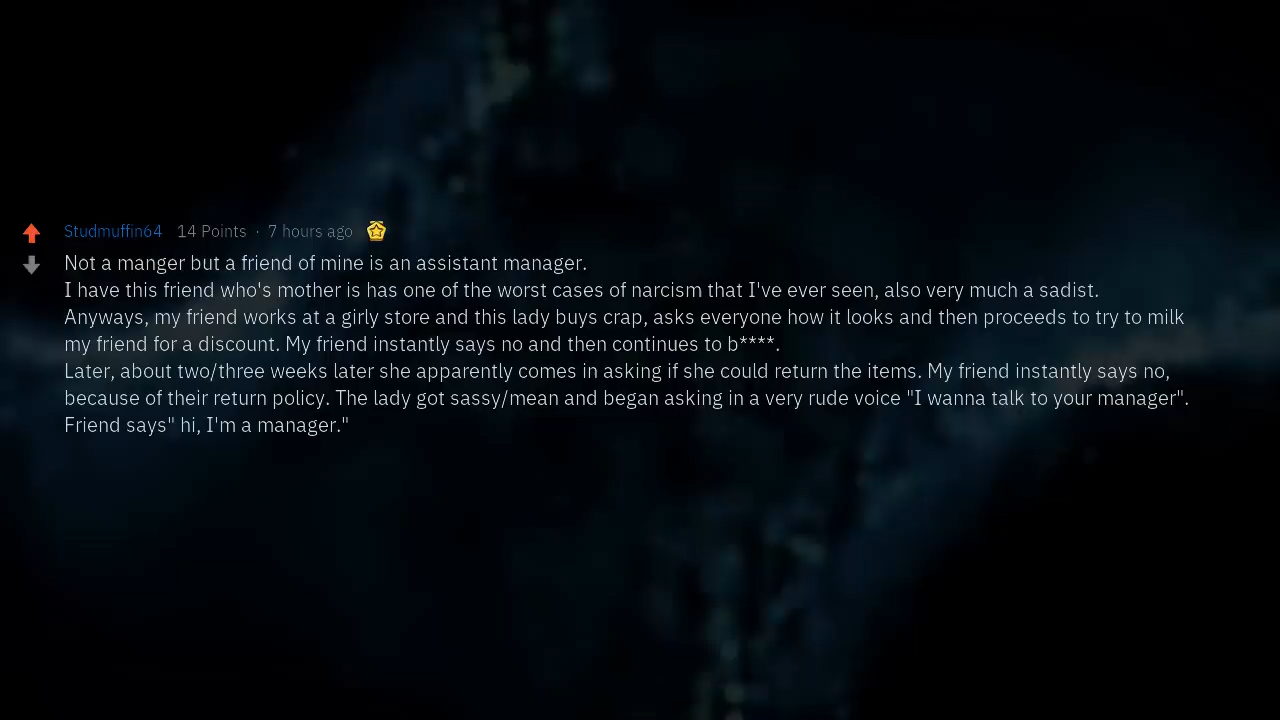 Studmuffin64 14 Points · 7 hours ago
Not a manger but a friend of mine is an assistant manager.
I have this friend who's mother is has one of the worst cases of narcism that I've ever seen, also very much a sadist.
Anyways, my friend works at a girly store and this lady buys crap, asks everyone how it looks and then proceeds to try to milk
my friend for a discount. My friend instantly says no and then continues to b****.
Later, about two/three weeks later she apparently comes in asking if she could return the items. My friend instantly says no,
because of their return policy. The lady got sassy/mean and began asking in a very rude voice "I wanna talk to your manager".
Friend says" hi, I'm a manager."